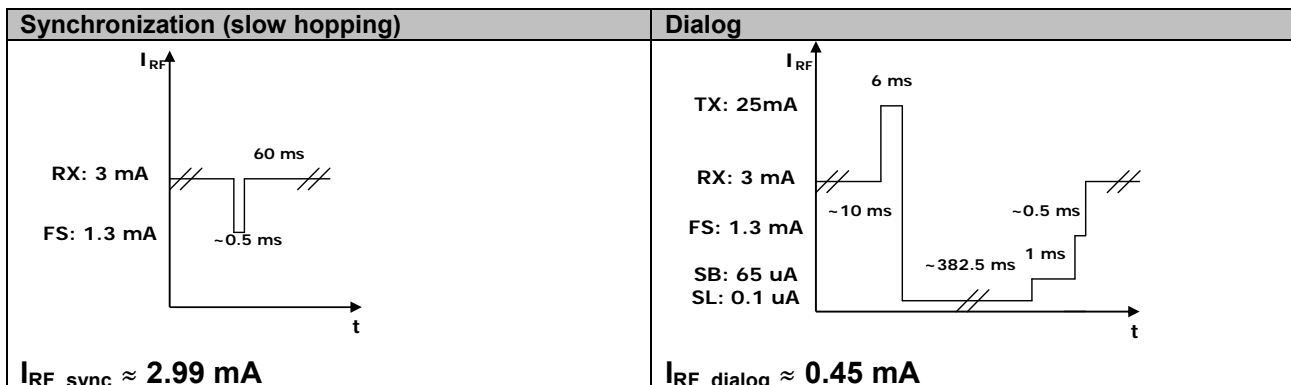 Synchronization (slow hopping)
I RF
60 ms
RX: 3 mA
FS: 1.3 mA
~0.5 ms
t
IRF_sync ≈ 2.99 mA
Dialog
I RF
6 ms
TX: 25mA
RX: 3 mA
~10 ms
~0.5 ms
FS: 1.3 mA
~382.5 ms
1 ms
SB: 65 uA
SL: 0.1 uA
t
IRF_dialog ≈ 0.45 mA